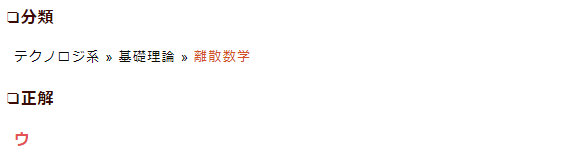 ❏分類
テクノロジ系 » 基礎理論 » 離散数学
❏正解
ウ